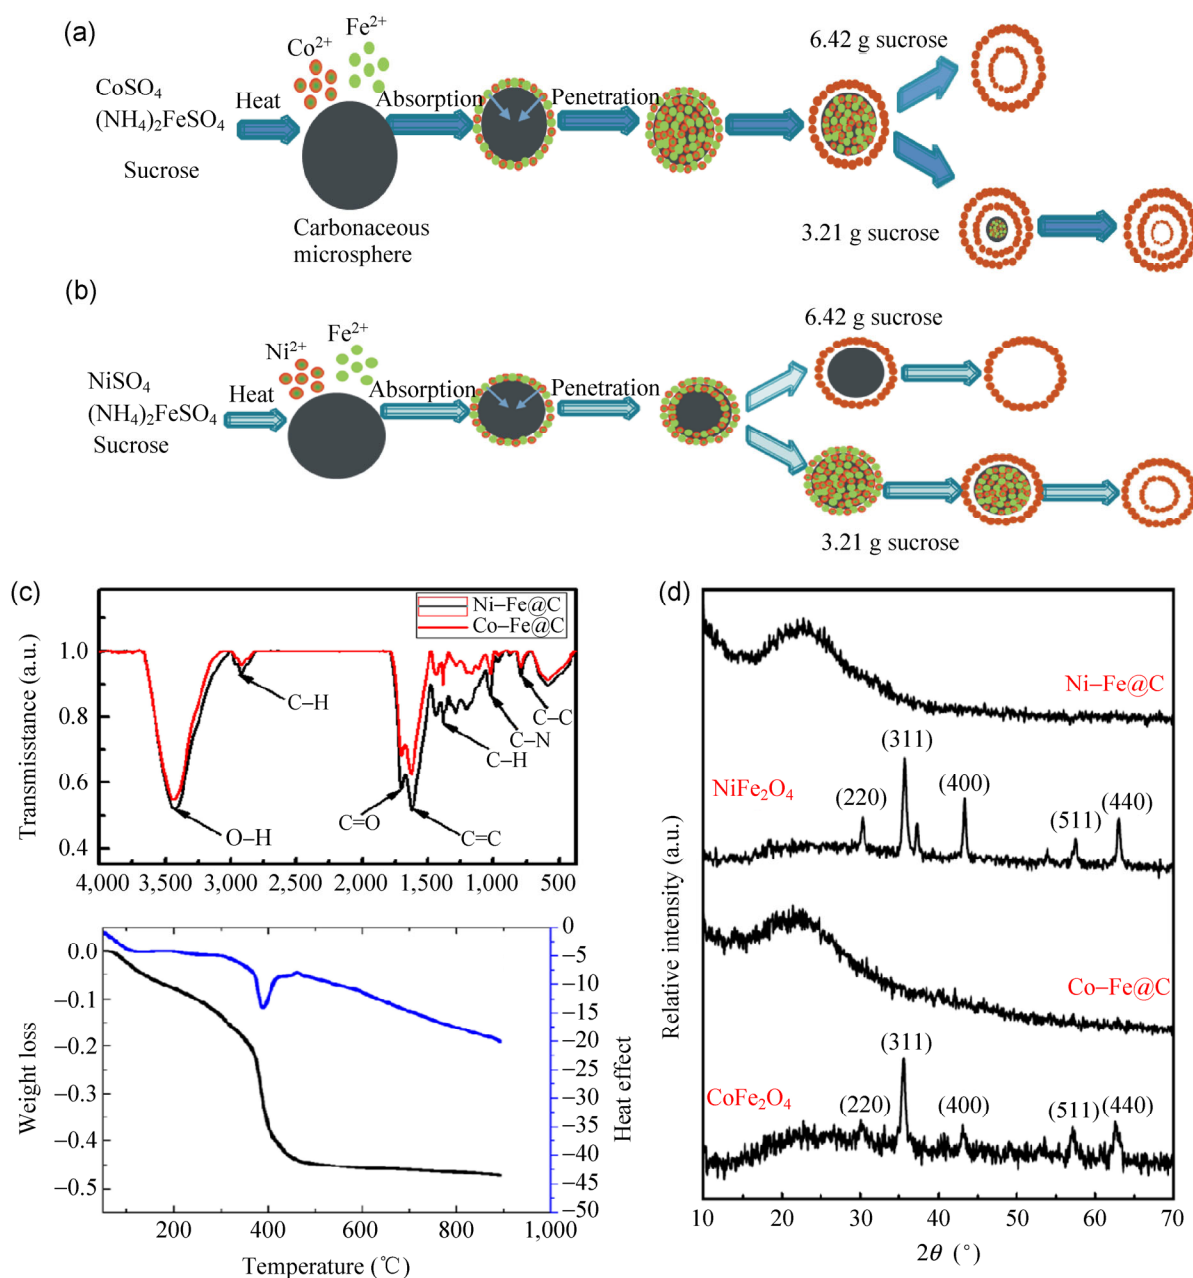 (a)
Co²⁺
Fe²⁺
CoSO₄
(NH₄)₂FeSO₄
Sucrose
Heat
Carbonaceous
microsphere
Absorption
Penetration
6.42 g sucrose
3.21 g sucrose
(b)
Ni²⁺
Fe²⁺
NiSO₄
(NH₄)₂FeSO₄
Sucrose
Heat
Absorption
Penetration
6.42 g sucrose
3.21 g sucrose
(c)
Ni–Fe@C
Co–Fe@C
Transmisstance (a.u.)
1.0
0.8
0.6
0.4
O–H
C–H
C=O
C=C
C–H
C–N
C–C
4,000 3,500 3,000 2,500 2,000 1,500 1,000 500
Weight loss
0.0
–0.1
–0.2
–0.3
–0.4
–0.5
0
–5
–10
–15
–20
–25
–30
–35
–40
–45
–50
Heat effect
200 400 600 800 1,000
Temperature (℃)
(d)
Relative intensity (a.u.)
Ni–Fe@C
NiFe₂O₄
(220)
(311)
(400)
(511)
(440)
Co–Fe@C
CoFe₂O₄
(220)
(311)
(400)
(511)
(440)
10 20 30 40 50 60 70
2θ (°)